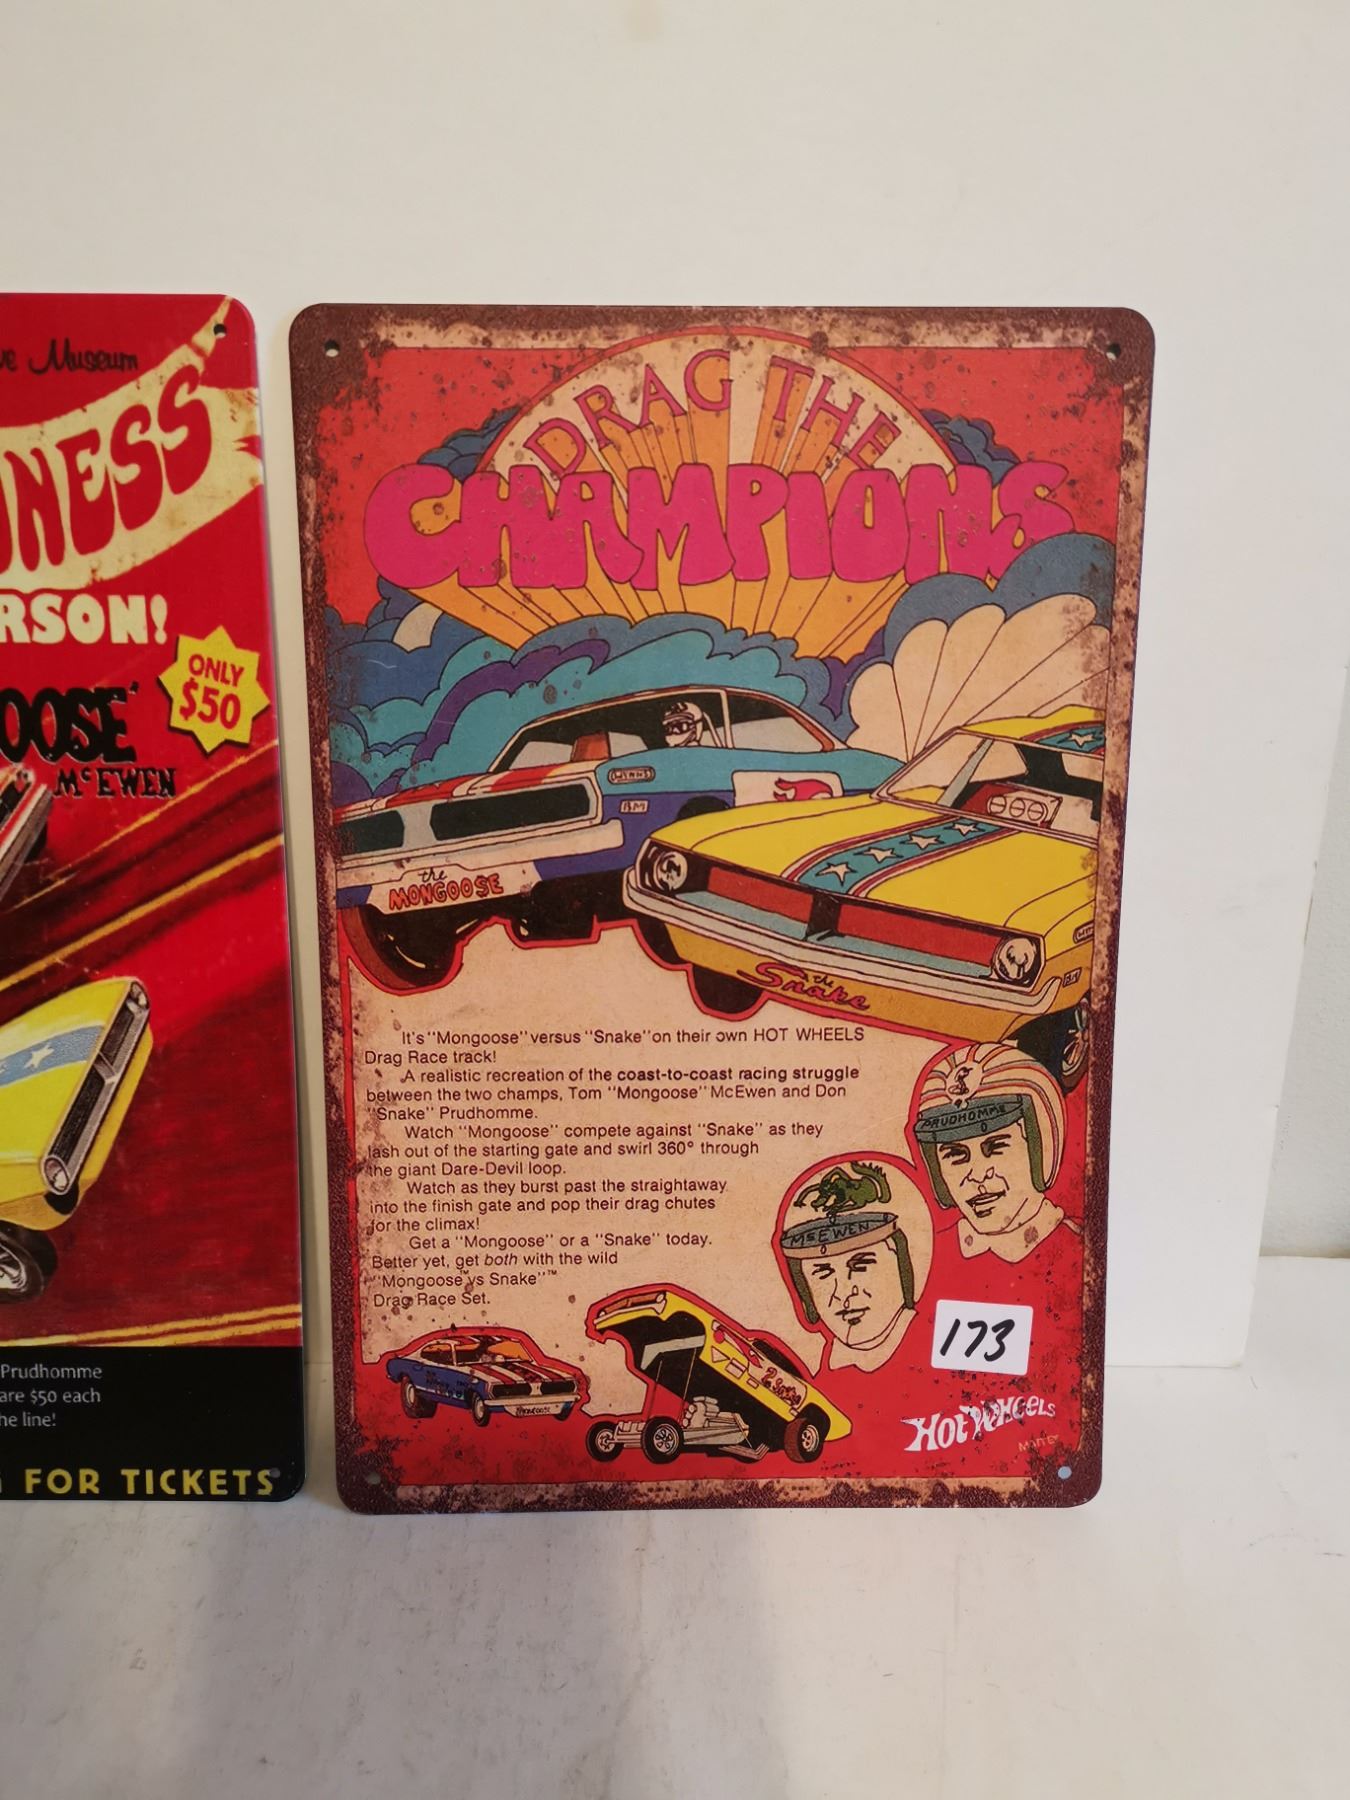 Museum
NESS
RSON!
ONLY
$50
OOSE
McEWEN
Prudhomme
are $50 each
he line!
FOR TICKETS
DRAG THE
CHAMPIONS
WYNNS
the
MONGOOSE
the
Snake
It's "Mongoose" versus "Snake" on their own HOT WHEELS
Drag Race track!
A realistic recreation of the coast-to-coast racing struggle
between the two champs, Tom "Mongoose" McEwen and Don
"Snake" Prudhomme.
Watch "Mongoose" compete against "Snake" as they
lash out of the starting gate and swirl 360° through
the giant Dare-Devil loop.
Watch as they burst past the straightaway
into the finish gate and pop their drag chutes
for the climax!
Get a "Mongoose" or a "Snake" today.
Better yet, get both with the wild
"Mongoose™vs Snake"™
Drag Race Set.
PRUDHOMME
McEWEN
173
MONGOOSE
HOT WHEELS